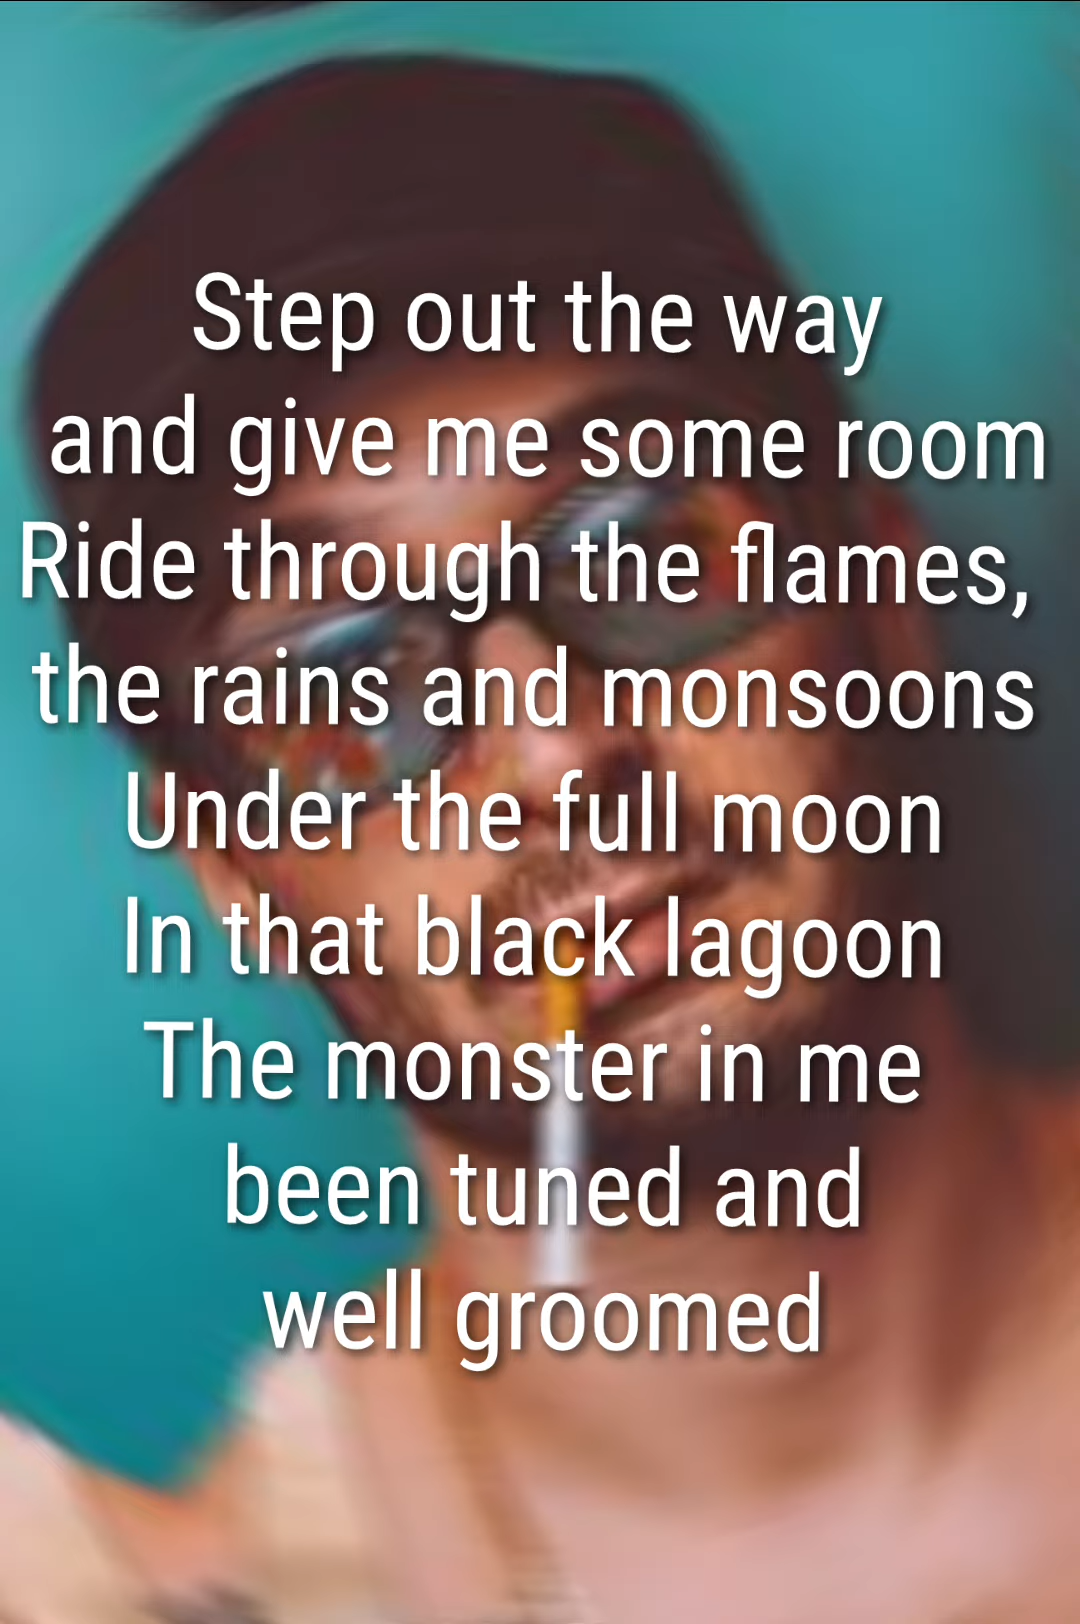 Step out the way
and give me some room
Ride through the flames,
the rains and monsoons
Under the full moon
In that black lagoon
The monster in me
been tuned and
well groomed